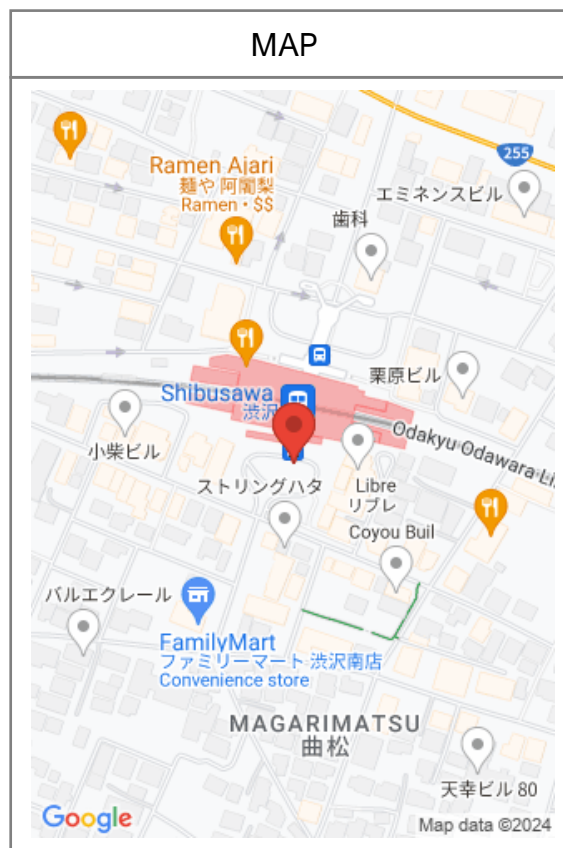 MAP
255
Ramen Ajari
麺や 阿闍梨
Ramen • $$
エミネンスビル
歯科
栗原ビル
Shibusawa
渋沢
Odakyu Odawara Li
小柴ビル
ストリングハタ
Libre
リブレ
Coyou Buil
バルエクレール
FamilyMart
ファミリーマート 渋沢南店
Convenience store
MAGARIMATSU
曲松
天幸ビル 80
Google
Map data ©2024